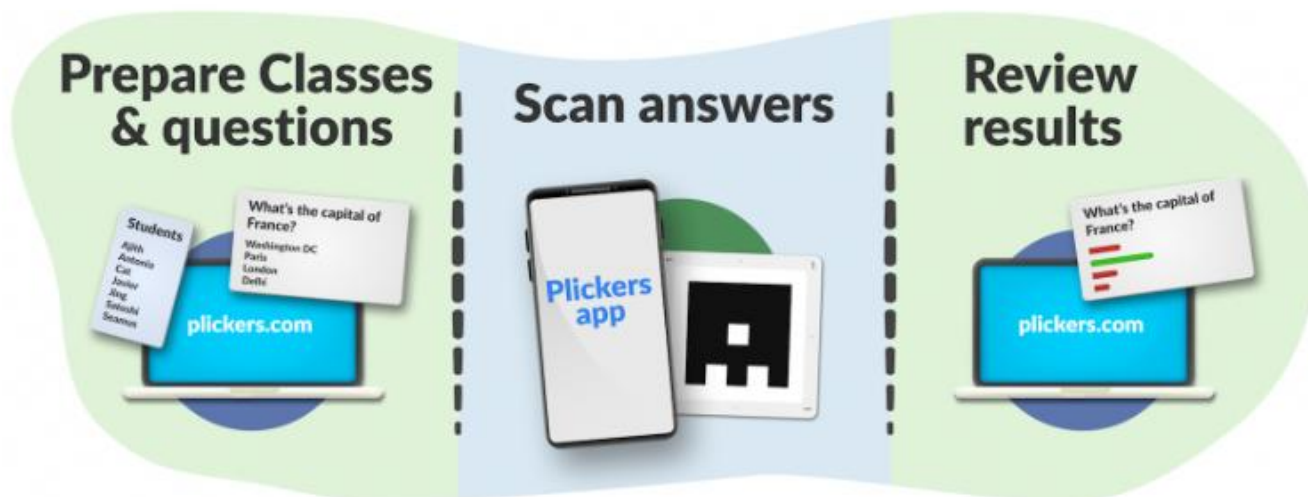 Prepare Classes
& questions
Students
Ajith
Antonio
Cat
Javier
Jing
Satoshi
Seamus
What's the capital of
France?
Washington DC
Paris
London
Delhi
plickers.com
Scan answers
Plickers
app
Review
results
What's the capital of
France?
plickers.com